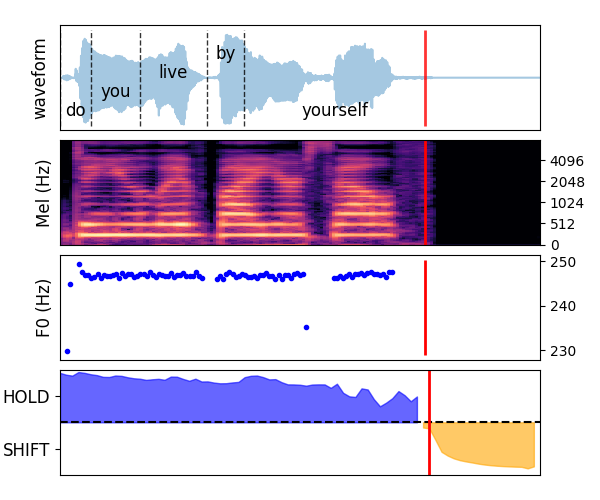 waveform
do
you
live
by
yourself
Mel (Hz)
4096
2048
1024
512
0
F0 (Hz)
250
240
230
HOLD
SHIFT